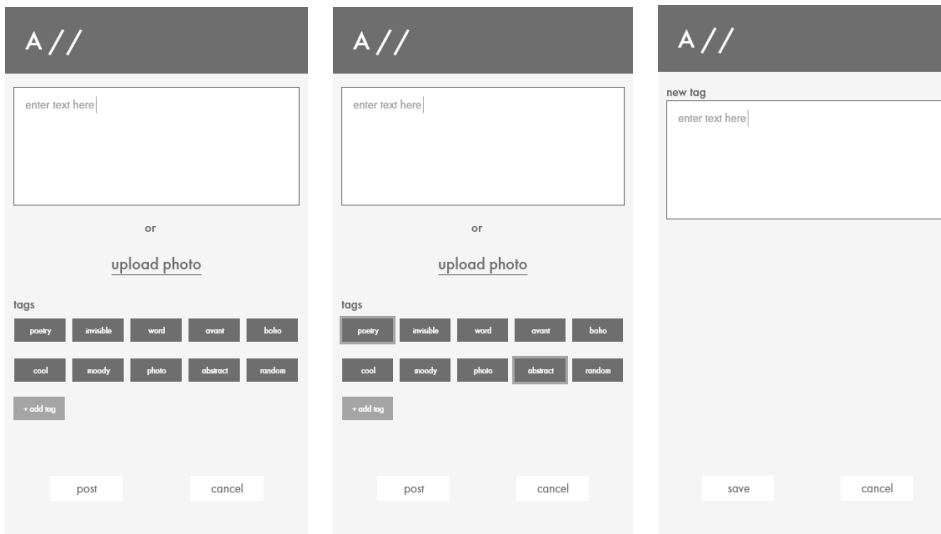 A //
enter text here
or
upload photo
tags
poetry invisible word avant boho
cool moody photo abstract random
+ add tag
post cancel
A //
enter text here
or
upload photo
tags
poetry invisible word avant boho
cool moody photo abstract random
+ add tag
post cancel
A //
new tag
enter text here
save cancel